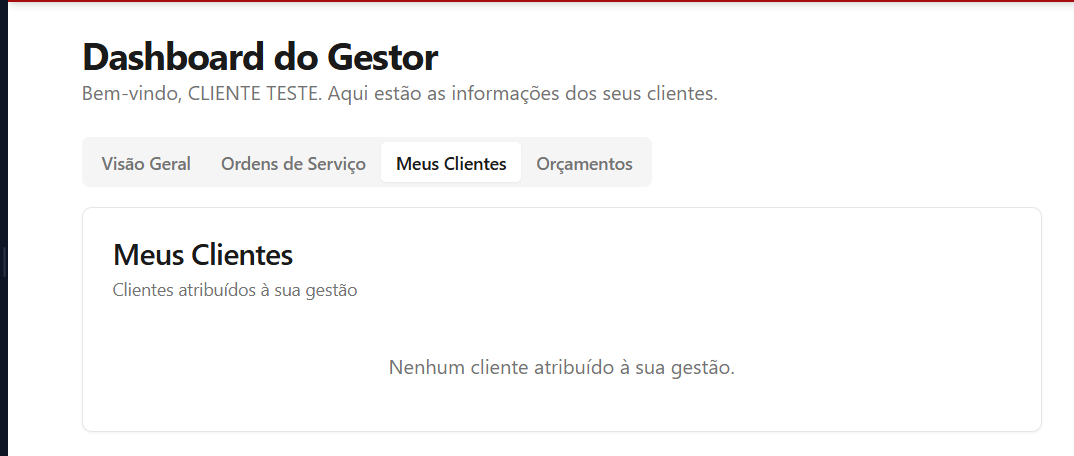 Dashboard do Gestor
Bem-vindo, CLIENTE TESTE. Aqui estão as informações dos seus clientes.
Visão Geral Ordens de Serviço Meus Clientes Orçamentos
Meus Clientes
Clientes atribuídos à sua gestão
Nenhum cliente atribuído à sua gestão.